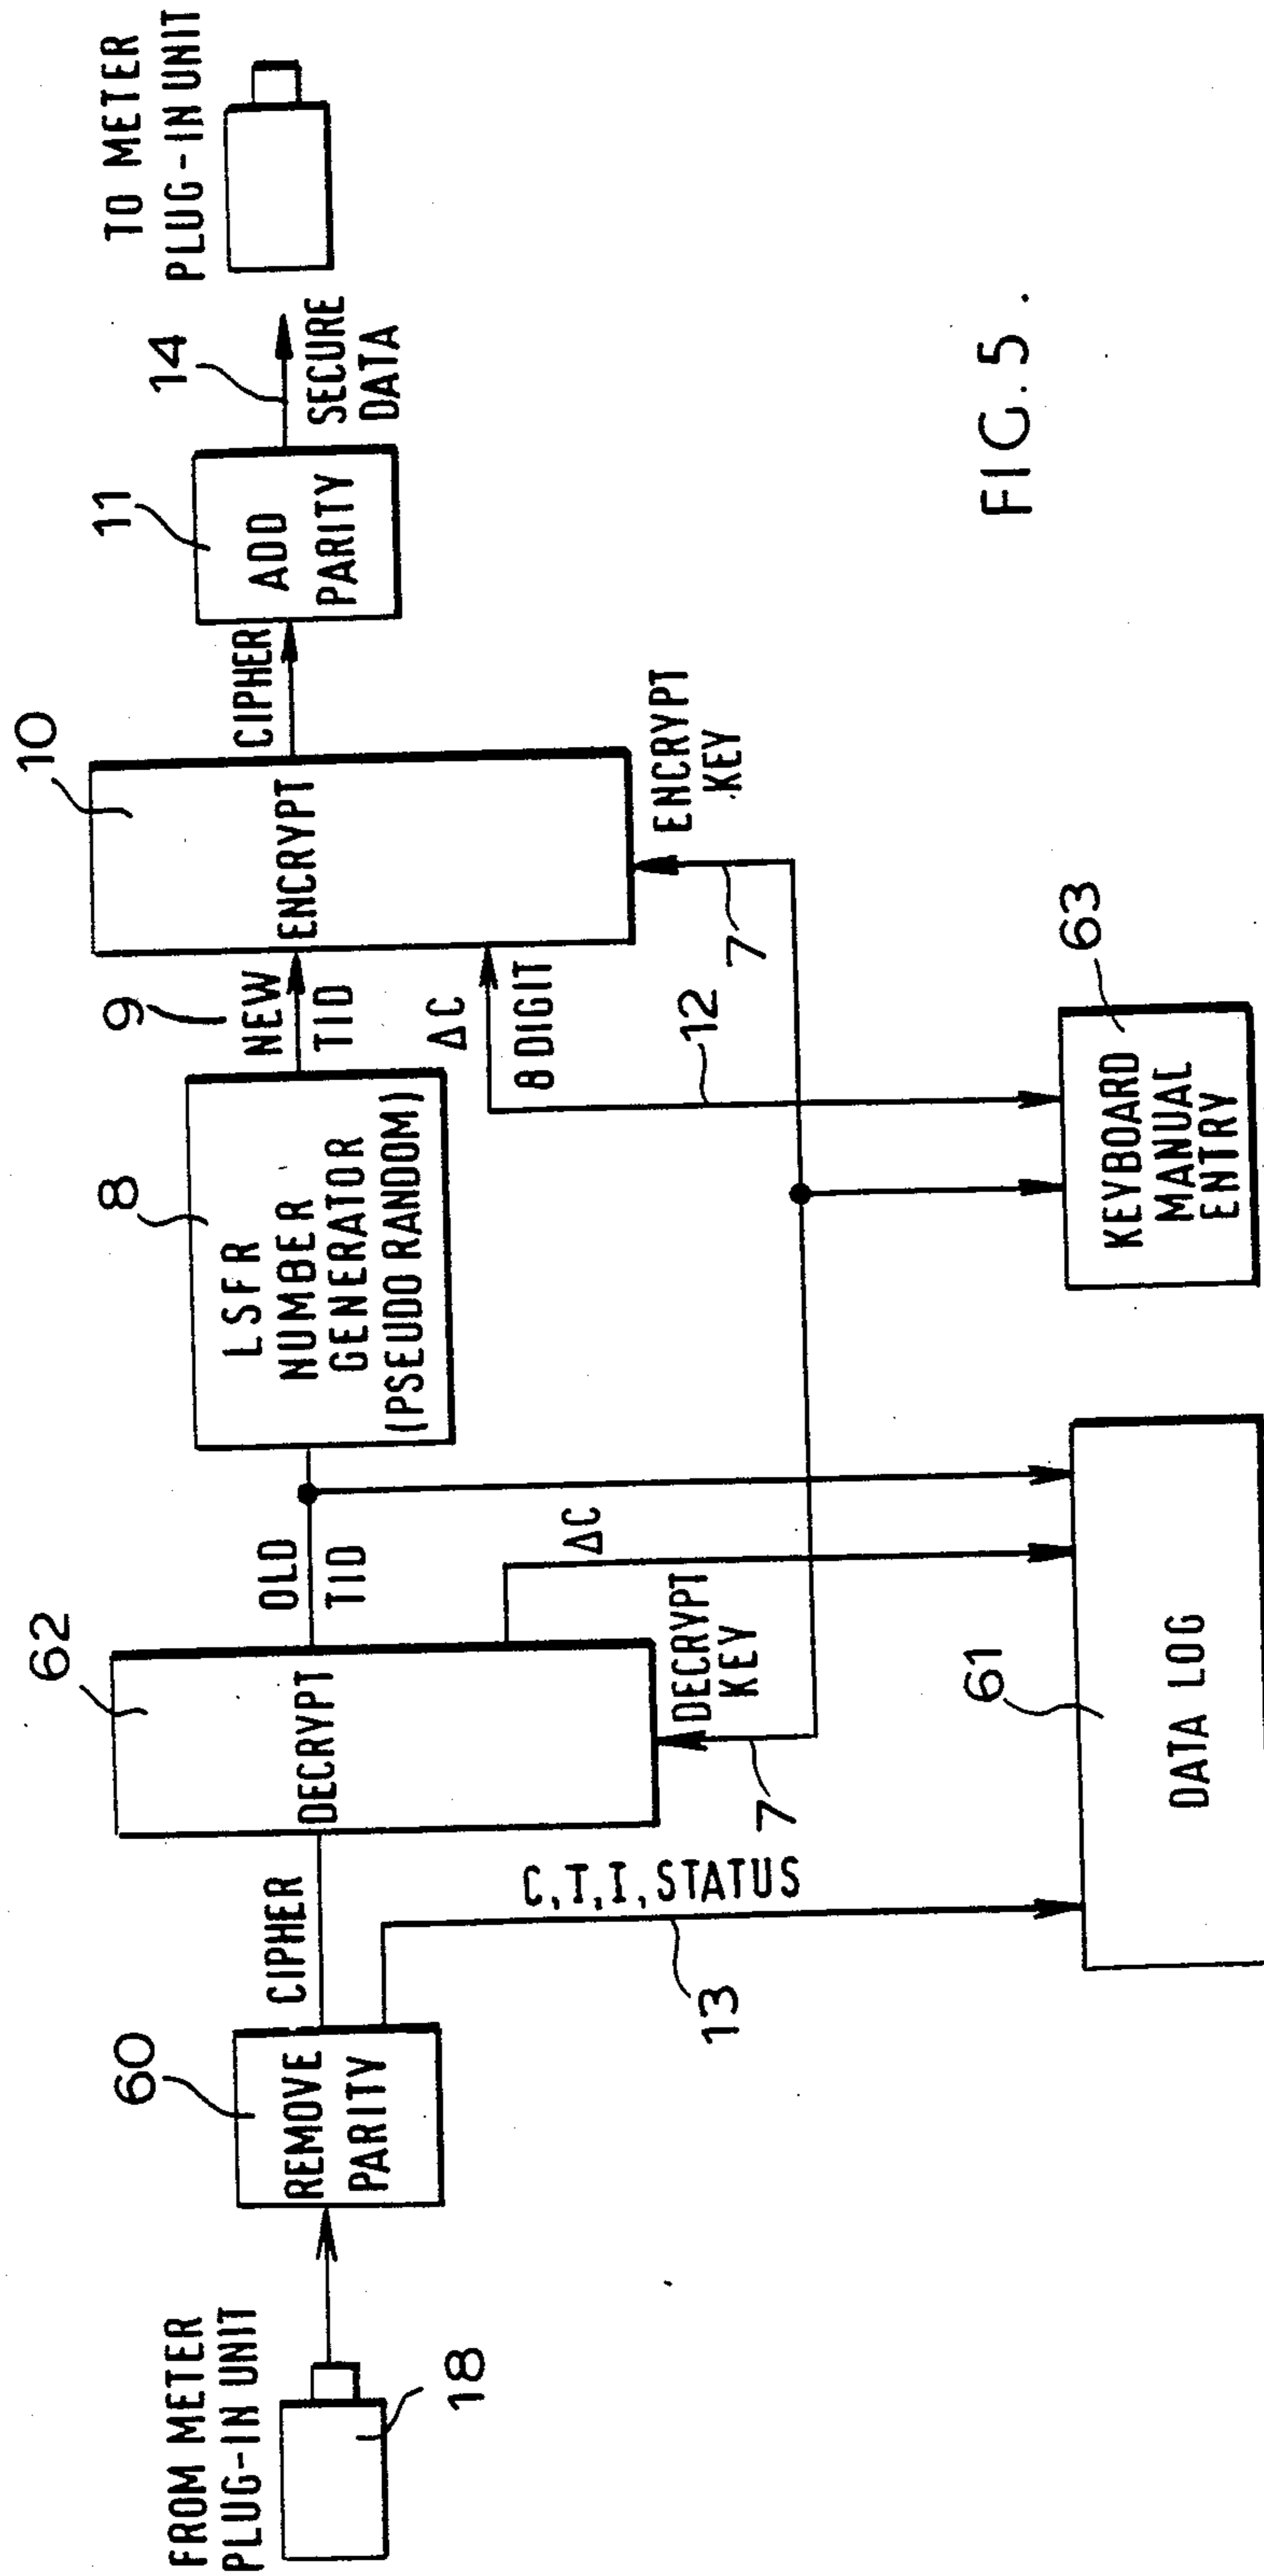 FROM METER
PLUG-IN UNIT
18
60
REMOVE
PARITY
CIPHER
C,T,I,STATUS
13
62
DECRYPT
DECRYPT
KEY
7
OLD
TID
ΔC
61
DATA LOG
8
LSFR
NUMBER
GENERATOR
(PSEUDO RANDOM)
9
NEW
TID
ΔC
8 DIGIT
12
63
KEYBOARD
MANUAL
ENTRY
10
ENCRYPT
ENCRYPT
KEY
7
CIPHER
11
ADD
PARITY
14
SECURE
DATA
TO METER
PLUG-IN UNIT
FIG. 5.